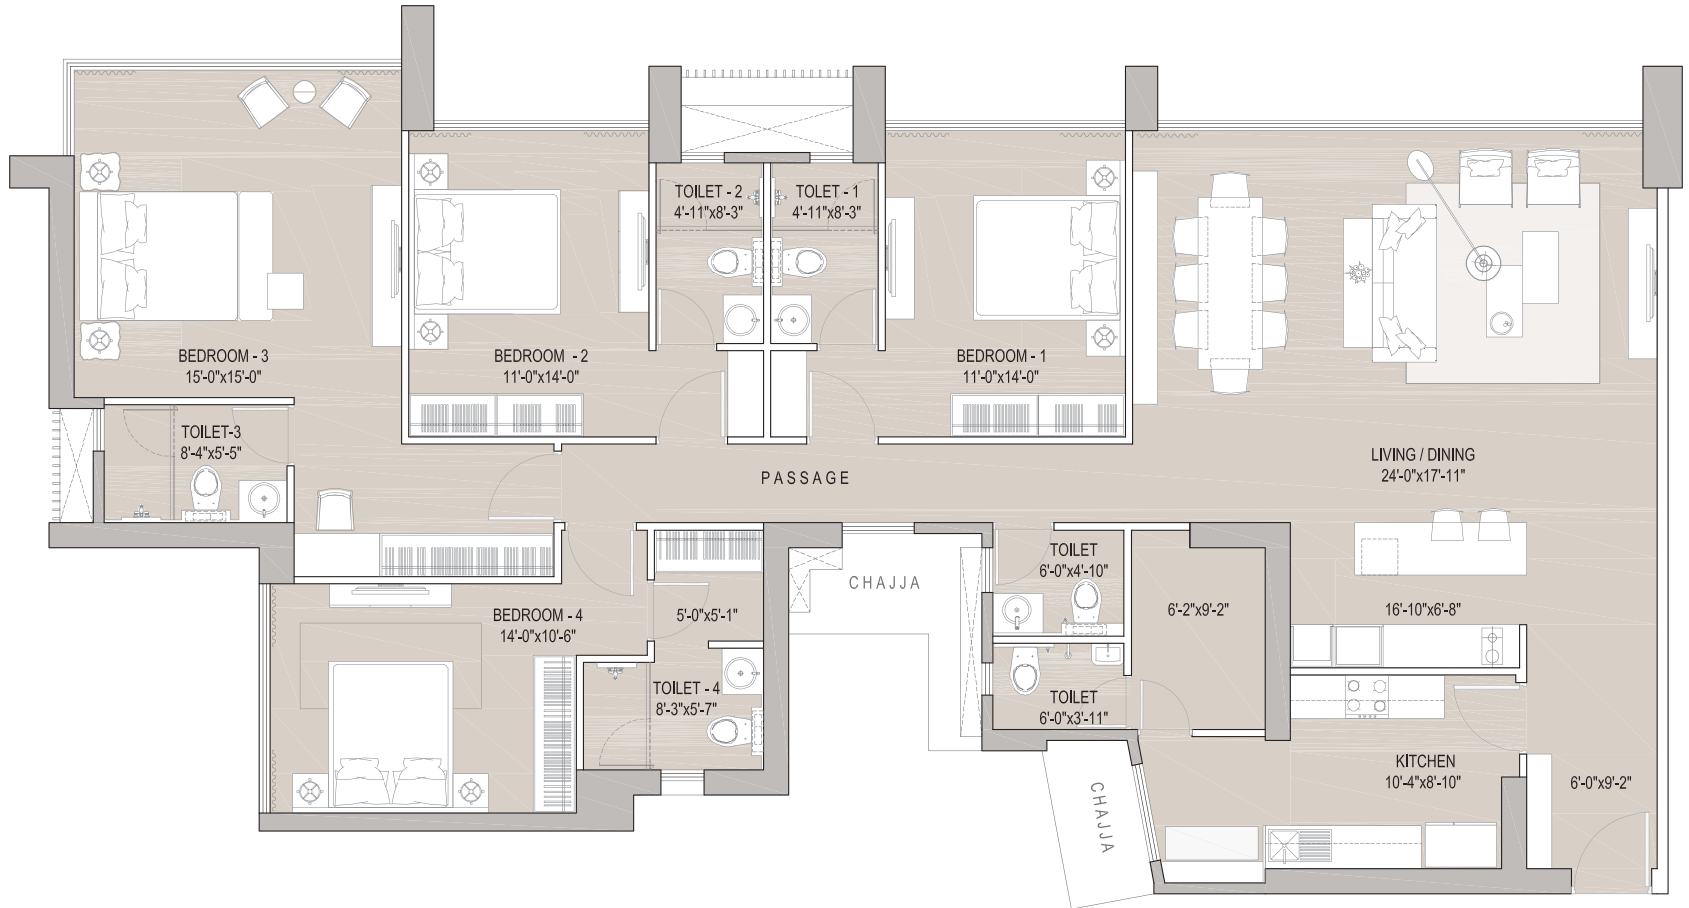 TOILET - 2
4'-11"x8'-3"
TOILET - 1
4'-11"x8'-3"
BEDROOM - 3
15'-0"x15'-0"
BEDROOM - 2
11'-0"x14'-0"
BEDROOM - 1
11'-0"x14'-0"
TOILET-3
8'-4"x5'-5"
PASSAGE
LIVING / DINING
24'-0"x17'-11"
CHAJJA
TOILET
6'-0"x4'-10"
BEDROOM - 4
14'-0"x10'-6"
5'-0"x5'-1"
6'-2"x9'-2"
16'-10"x6'-8"
TOILET - 4
8'-3"x5'-7"
TOILET
6'-0"x3'-11"
KITCHEN
10'-4"x8'-10"
6'-0"x9'-2"
CHAJJA